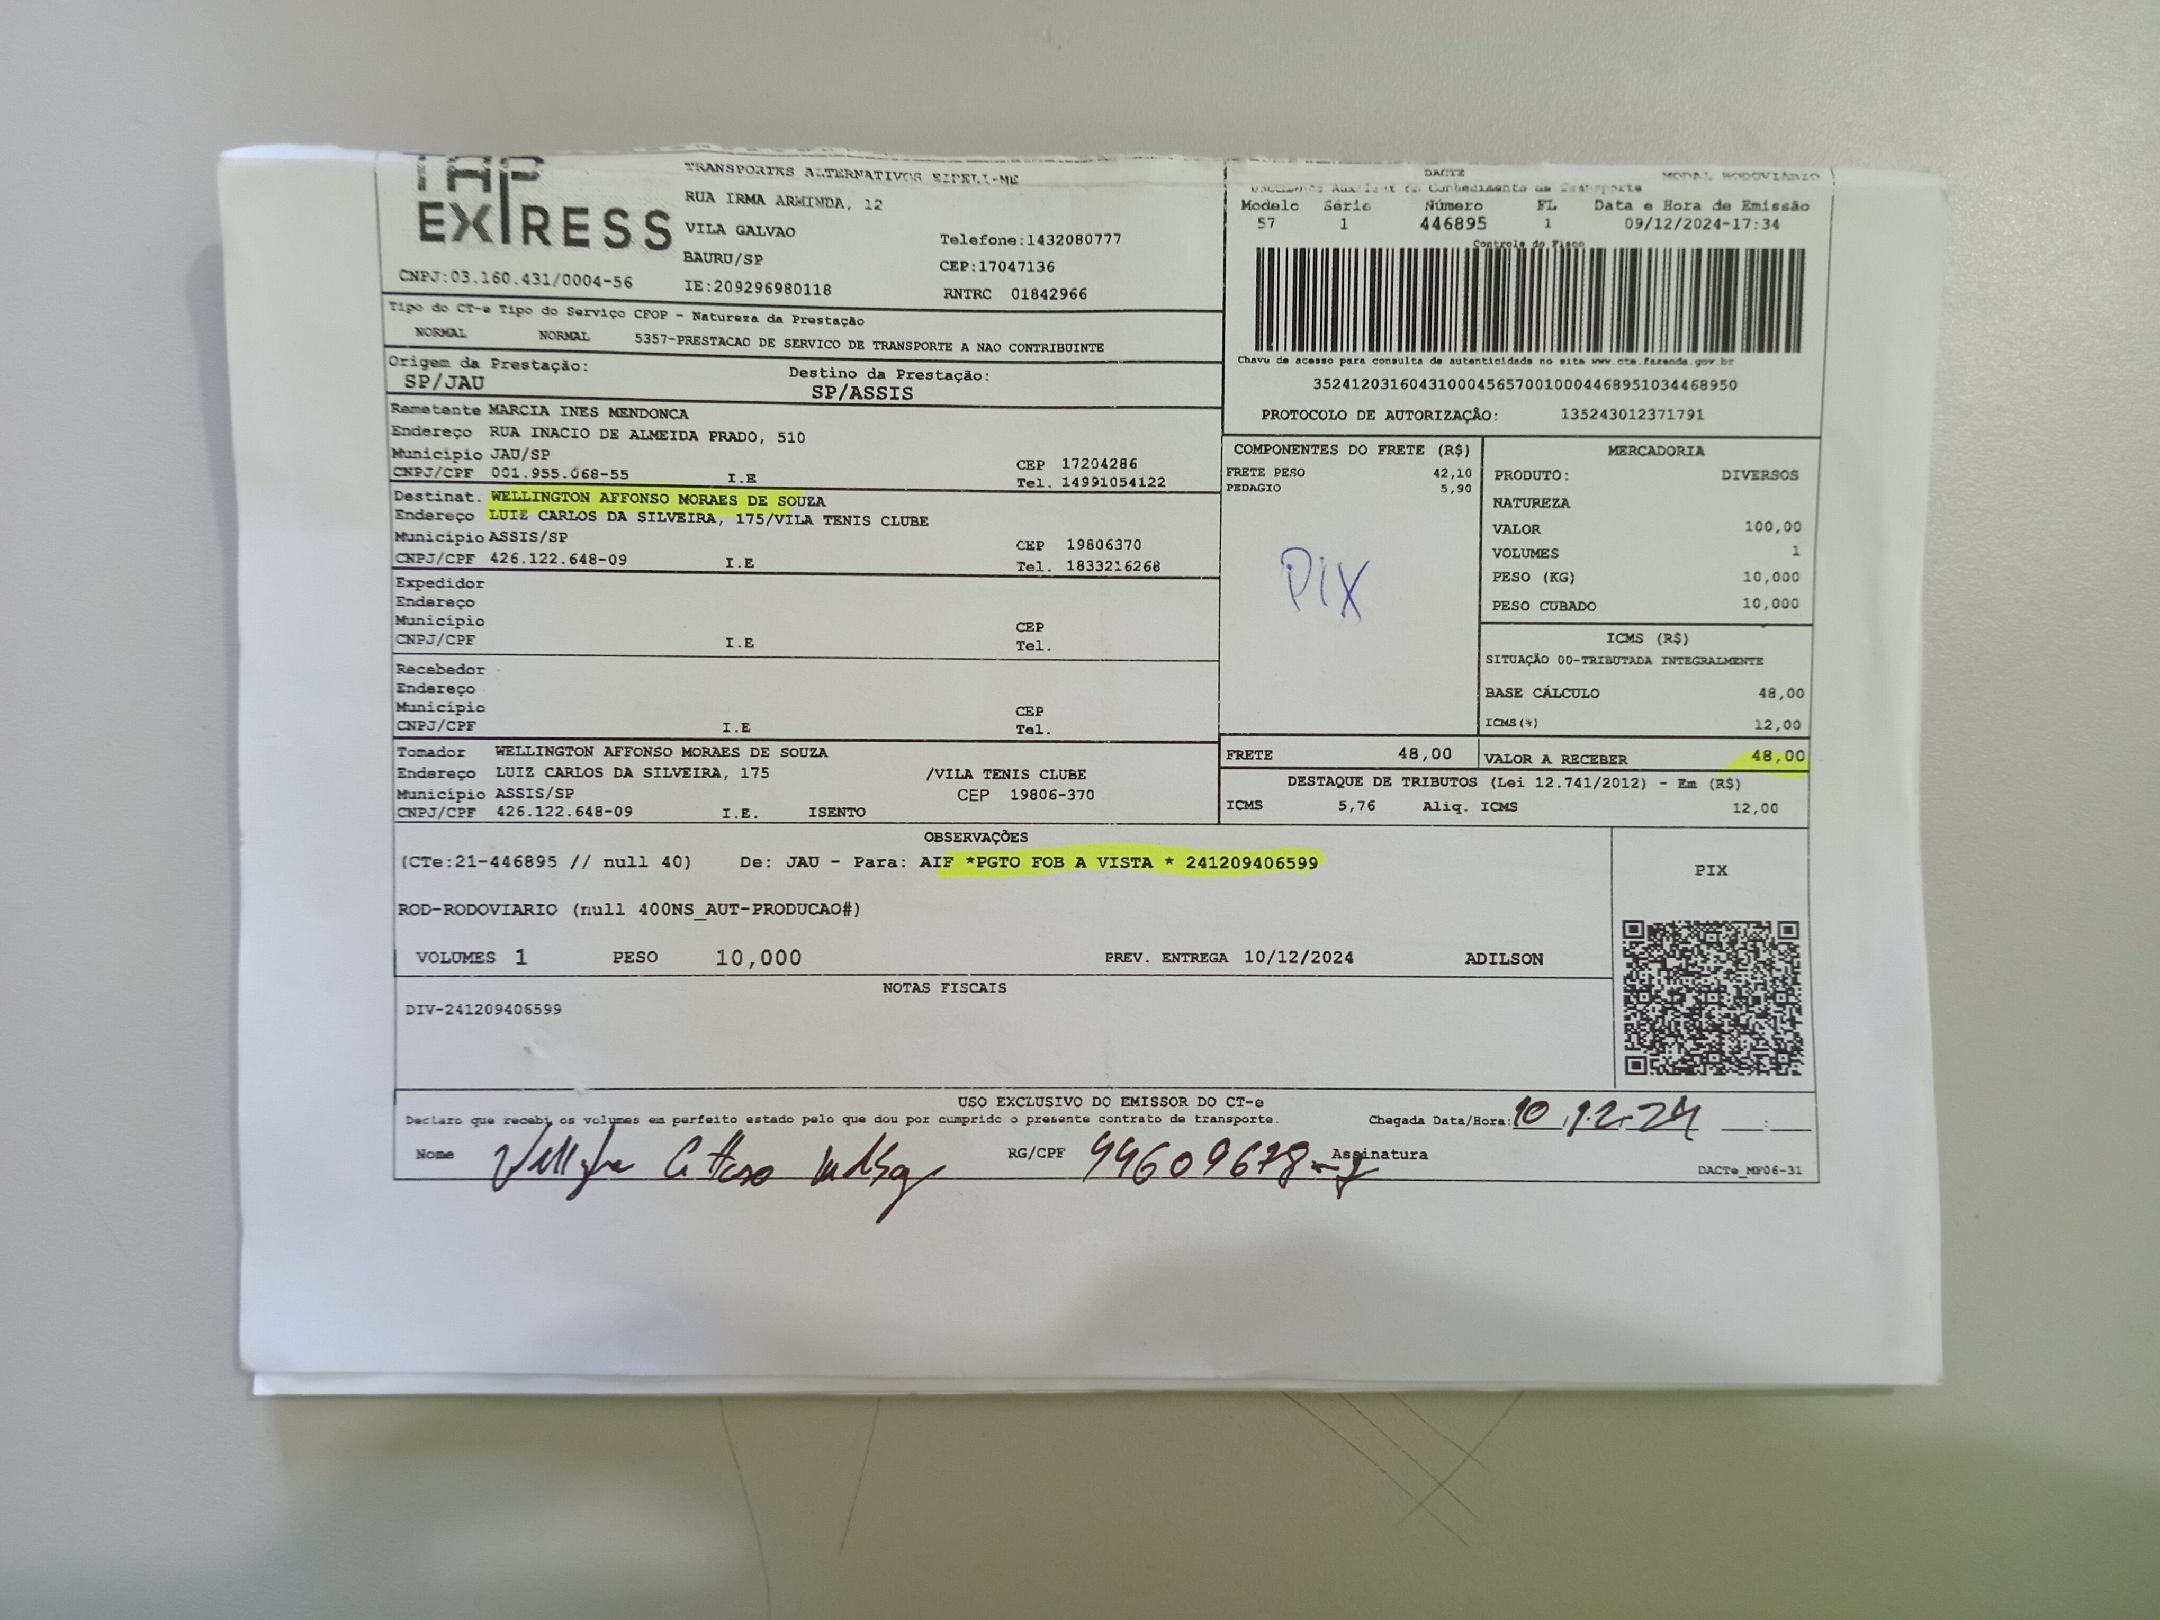 TAP
EXPRESS
CNPJ:03.160.431/0004-56
TRANSPORTES ALTERNATIVOS EIRELI-ME
RUA IRMA ARMINDA, 12
VILA GALVAO
BAURU/SP
IE:209296980118
Telefone:1432080777
CEP:17047136
RNTRC 01842966
DACTE
MODAL RODOVIÁRIO
Documento Auxiliar do Conhecimento de Transporte
Modelo Série Número FL Data e Hora de Emissão
57 1 446895 1 09/12/2024-17:34
Controle do Fisco
Chave de acesso para consulta de autenticidade no site www.cte.fazenda.gov.br
35241203160431000456570010004468951034468950
PROTOCOLO DE AUTORIZAÇÃO: 135243012371791
Tipo do CT-e Tipo do Serviço CFOP - Natureza da Prestação
NORMAL NORMAL 5357-PRESTACAO DE SERVICO DE TRANSPORTE A NAO CONTRIBUINTE
Origem da Prestação:
SP/JAU
Destino da Prestação:
SP/ASSIS
Remetente MARCIA INES MENDONCA
Endereço RUA INACIO DE ALMEIDA PRADO, 510
Município JAU/SP CEP 17204286
CNPJ/CPF 001.955.068-55 I.E Tel. 14991054122
Destinat. WELLINGTON AFFONSO MORAES DE SOUZA
Endereço LUIZ CARLOS DA SILVEIRA, 175/VILA TENIS CLUBE
Município ASSIS/SP CEP 19806370
CNPJ/CPF 426.122.648-09 I.E Tel. 1833216268
Expedidor
Endereço
Município CEP
CNPJ/CPF I.E Tel.
Recebedor
Endereço
Município CEP
CNPJ/CPF I.E Tel.
Tomador WELLINGTON AFFONSO MORAES DE SOUZA
Endereço LUIZ CARLOS DA SILVEIRA, 175 /VILA TENIS CLUBE
Município ASSIS/SP CEP 19806-370
CNPJ/CPF 426.122.648-09 I.E. ISENTO
COMPONENTES DO FRETE (R$)
FRETE PESO 42,10
PEDAGIO 5,90
PIX
MERCADORIA
PRODUTO: DIVERSOS
NATUREZA
VALOR 100,00
VOLUMES 1
PESO (KG) 10,000
PESO CUBADO 10,000
ICMS (R$)
SITUAÇÃO 00-TRIBUTADA INTEGRALMENTE
BASE CÁLCULO 48,00
ICMS(%) 12,00
FRETE 48,00 VALOR A RECEBER 48,00
DESTAQUE DE TRIBUTOS (Lei 12.741/2012) - Em (R$)
ICMS 5,76 Aliq. ICMS 12,00
OBSERVAÇÕES
(CTe:21-446895 // null 40) De: JAU - Para: AIF *PGTO FOB A VISTA * 241209406599
ROD-RODOVIARIO (null 400NS_AUT-PRODUCAO#)
VOLUMES 1 PESO 10,000 PREV. ENTREGA 10/12/2024 ADILSON
PIX
NOTAS FISCAIS
DIV-241209406599
USO EXCLUSIVO DO EMISSOR DO CT-e
Declaro que recebi os volumes em perfeito estado pelo que dou por cumprido o presente contrato de transporte.
Chegada Data/Hora: 10 12 24 :
Nome RG/CPF Assinatura
DACTe_MF06-31